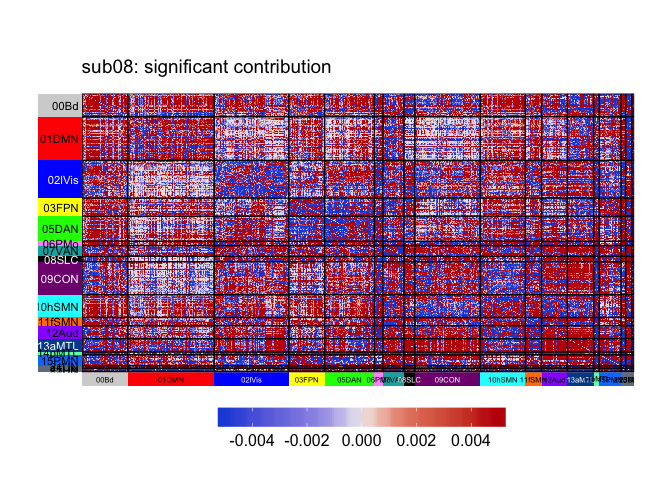 sub08: significant contribution
00Bd
01DMN
02lVis
03FPN
05DAN
06PMo
07VAN
08SLC
09CON
10hSMN
11fSMN
12Aud
13aMTL
15PMN
00Bd
01DMN
02lVis
03FPN
05DAN
08SLC
09CON
10hSMN
11fSMN
12Aud
13aMTL
-0.004 -0.002 0.000 0.002 0.004